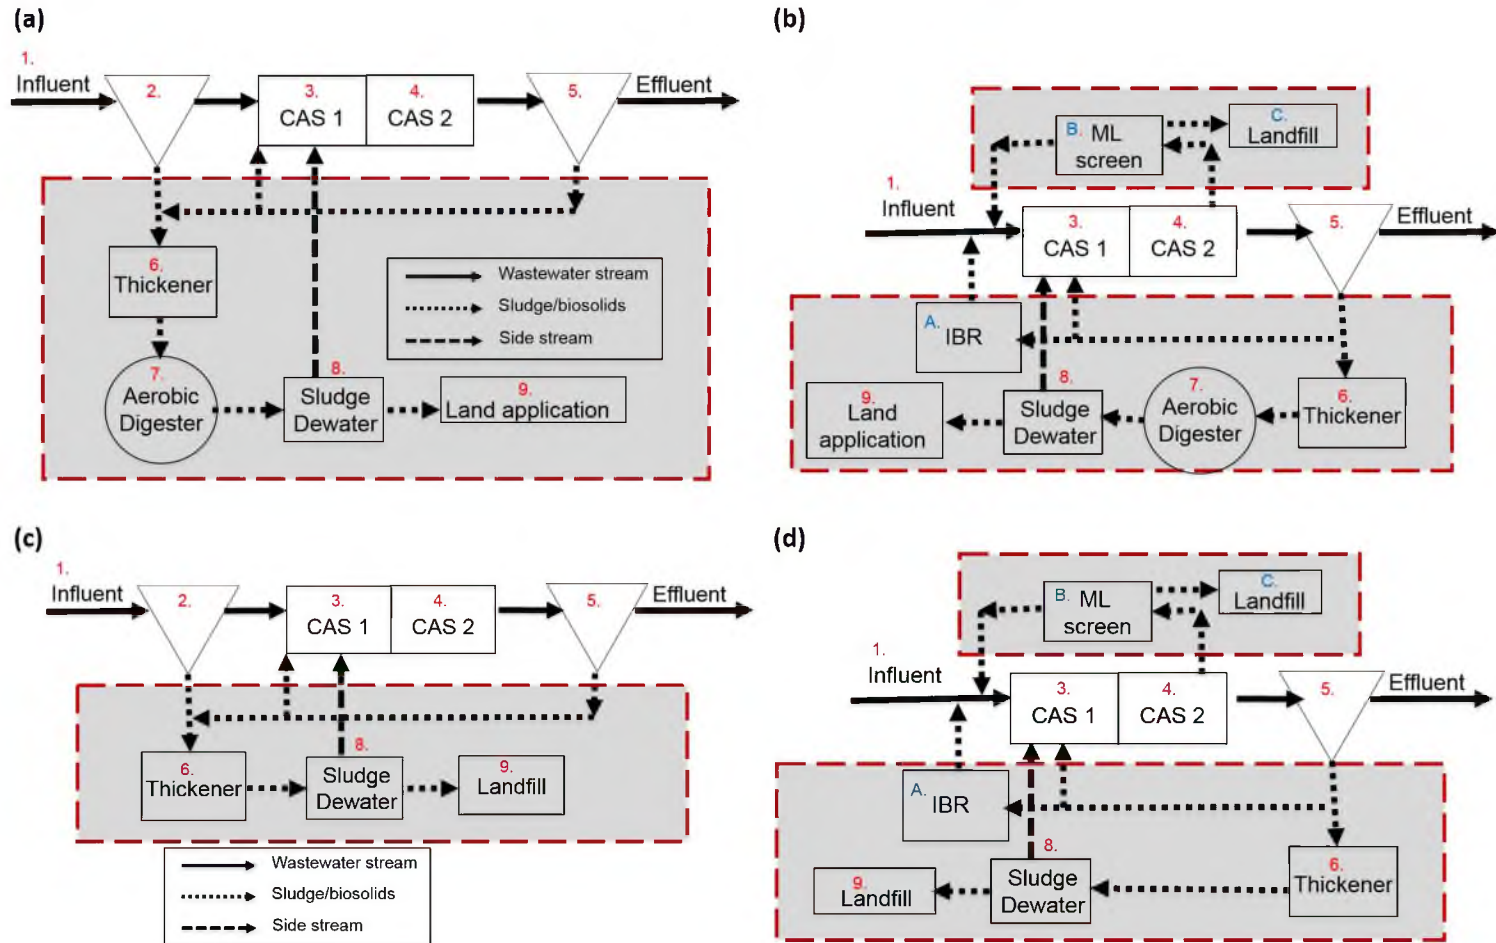 (a)
1.
Influent
2.
3.
CAS 1
4.
CAS 2
5.
Effluent
6.
Thickener
7.
Aerobic
Digester
8.
Sludge
Dewater
9.
Land application
Wastewater stream
Sludge/biosolids
Side stream
(b)
B. ML
screen
C.
Landfill
1.
Influent
3.
CAS 1
4.
CAS 2
5.
Effluent
A.
IBR
9.
Land
application
8.
Sludge
Dewater
7.
Aerobic
Digester
6.
Thickener
(c)
1.
Influent
2.
3.
CAS 1
4.
CAS 2
5.
Effluent
6.
Thickener
8.
Sludge
Dewater
9.
Landfill
Wastewater stream
Sludge/biosolids
Side stream
(d)
B. ML
screen
C.
Landfill
1.
Influent
3.
CAS 1
4.
CAS 2
5.
Effluent
A.
IBR
9.
Landfill
8.
Sludge
Dewater
6.
Thickener